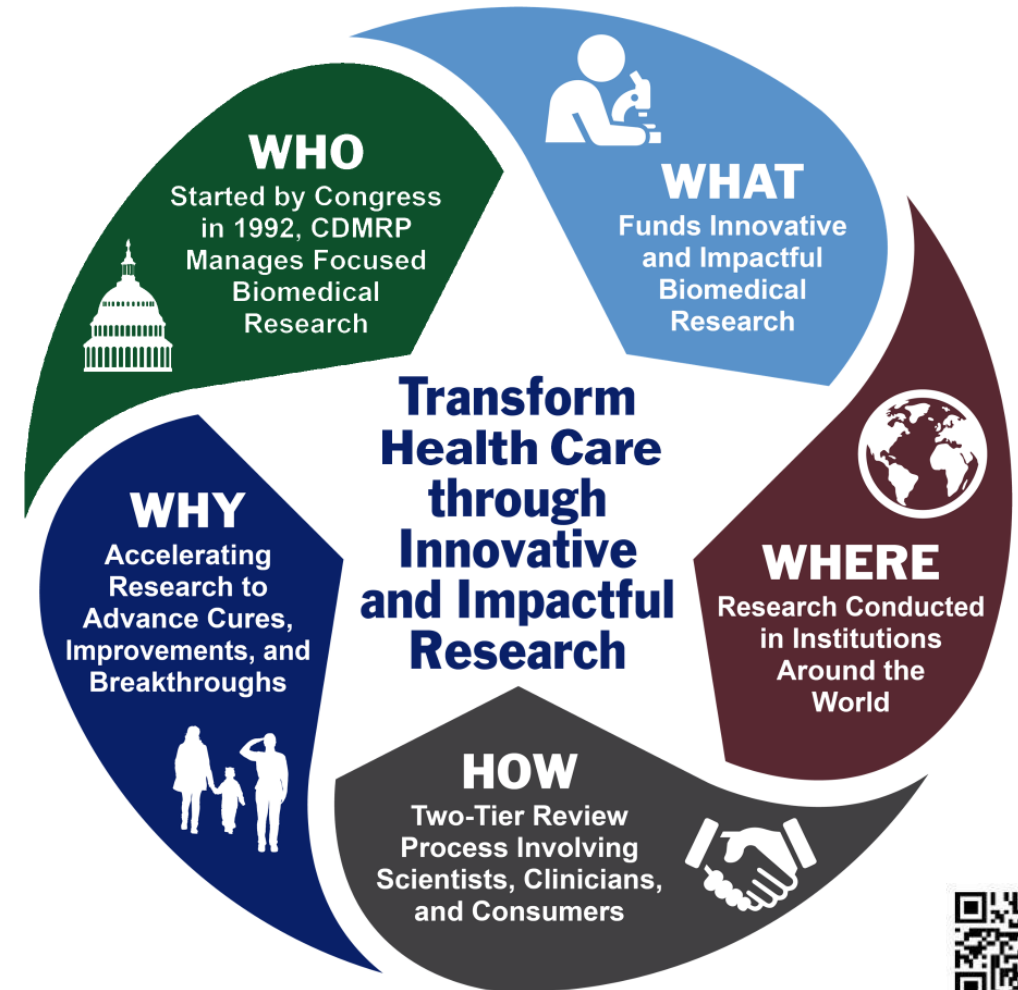 WHO
Started by Congress
in 1992, CDMRP
Manages Focused
Biomedical
Research
WHAT
Funds Innovative
and Impactful
Biomedical
Research
WHERE
Research Conducted
in Institutions
Around the
World
HOW
Two-Tier Review
Process Involving
Scientists, Clinicians,
and Consumers
WHY
Accelerating
Research to
Advance Cures,
Improvements, and
Breakthroughs
Transform
Health Care
through
Innovative
and Impactful
Research